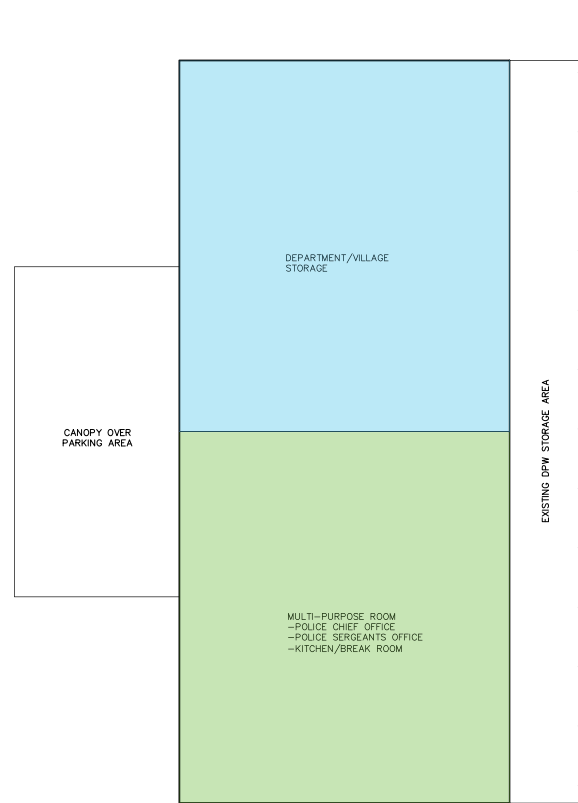 DEPARTMENT/VILLAGE
STORAGE
CANOPY OVER
PARKING AREA
EXISTING DPW STORAGE AREA
MULTI-PURPOSE ROOM
-POLICE CHIEF OFFICE
-POLICE SERGEANTS OFFICE
-KITCHEN/BREAK ROOM